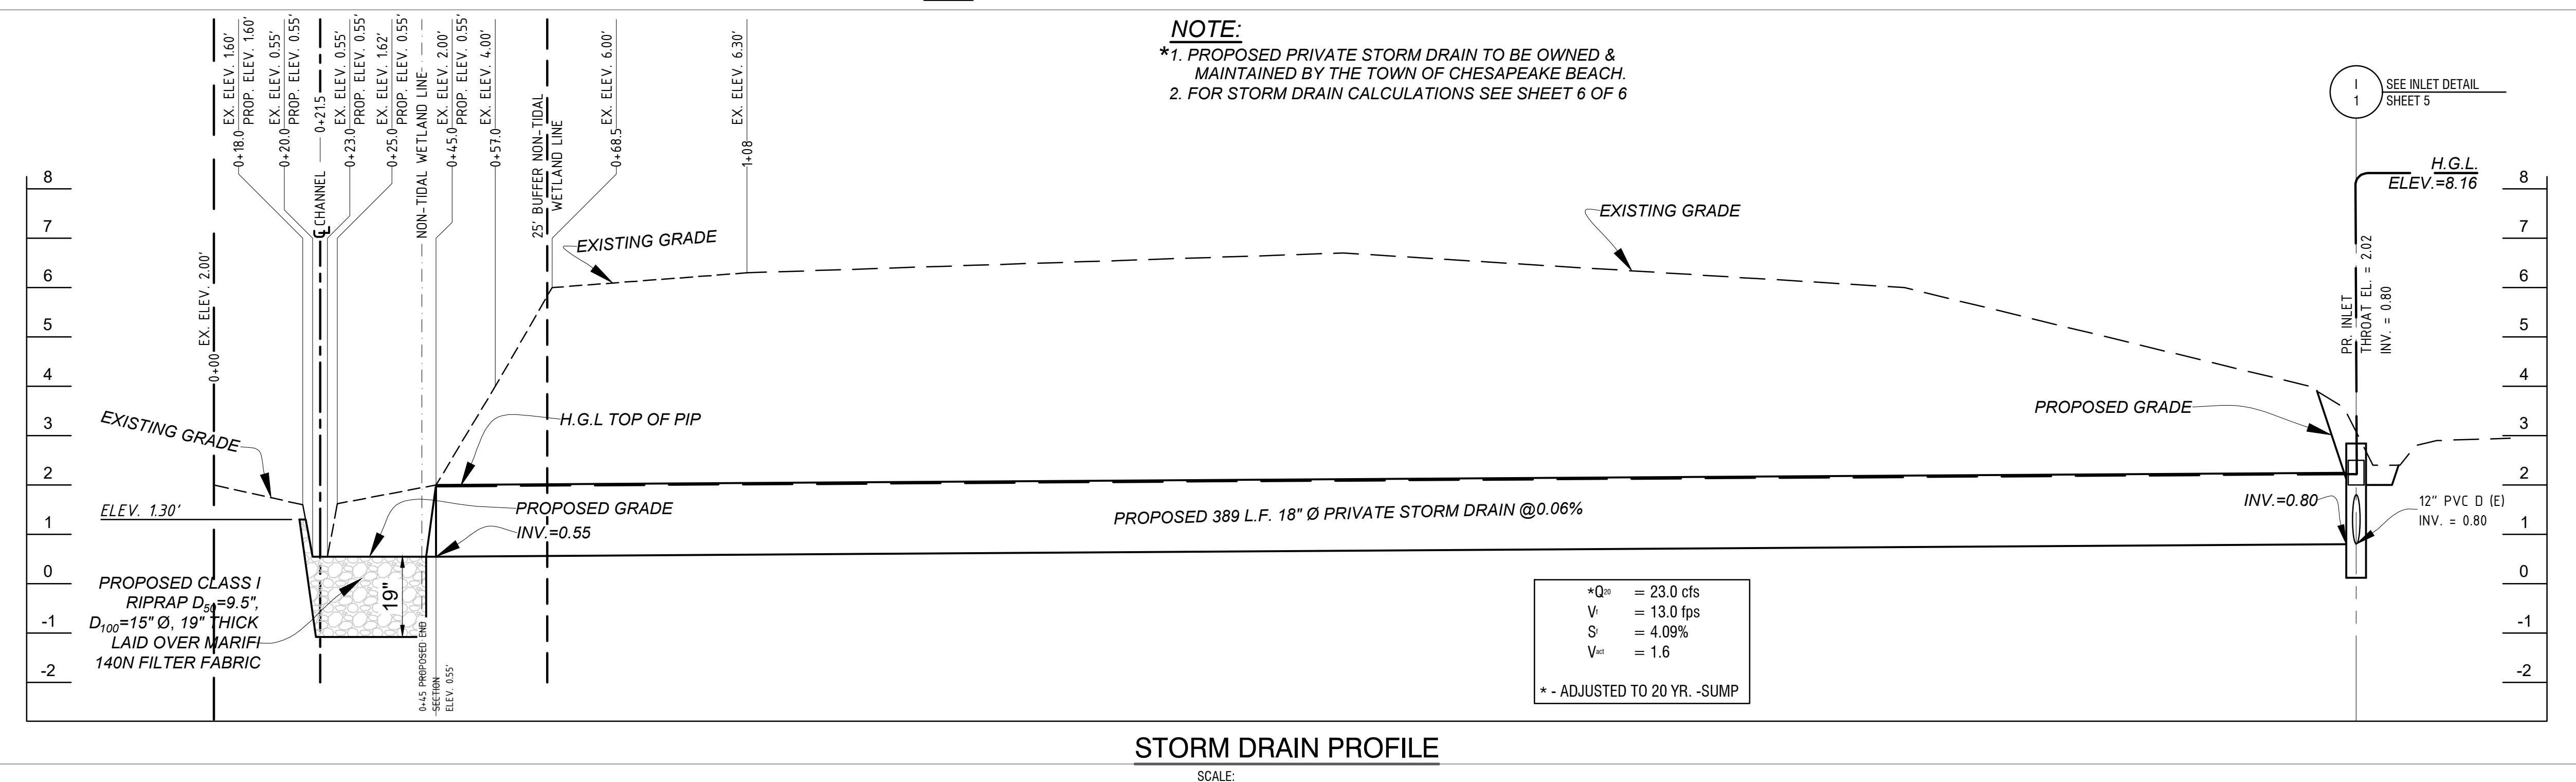 NOTE:
*1. PROPOSED PRIVATE STORM DRAIN TO BE OWNED &
MAINTAINED BY THE TOWN OF CHESAPEAKE BEACH.
2. FOR STORM DRAIN CALCULATIONS SEE SHEET 6 OF 6
EX. ELEV. 2.00'
0+00
EX. ELEV. 1.60'
PROP. ELEV. 1.60'
0+18.0
EX. ELEV. 0.55'
PROP. ELEV. 0.55'
0+20.0
CHANNEL 0+21.5
EX. ELEV. 0.55'
PROP. ELEV. 0.55'
0+23.0
EX. ELEV. 1.62'
PROP. ELEV. 0.55'
0+25.0
NON-TIDAL WETLAND LINE
EX. ELEV. 2.00'
PROP. ELEV. 0.55'
0+45.0
EX. ELEV. 4.00'
0+57.0
25' BUFFER NON-TIDAL
WETLAND LINE
EX. ELEV. 6.00'
0+68.5
EX. ELEV. 6.30'
1+08
I
1
SEE INLET DETAIL
SHEET 5
H.G.L.
ELEV.=8.16
8
7
6
5
4
3
2
1
0
-1
-2
EXISTING GRADE
ELEV. 1.30'
EXISTING GRADE
EXISTING GRADE
H.G.L TOP OF PIP
PROPOSED GRADE
INV.=0.55
PROPOSED 389 L.F. 18" Ø PRIVATE STORM DRAIN @0.06%
PROPOSED GRADE
INV.=0.80
PR. INLET
THROAT EL. = 2.02
INV. = 0.80
12" PVC D (E)
INV. = 0.80
8
7
6
5
4
3
2
1
0
-1
-2
PROPOSED CLASS I
RIPRAP D50=9.5",
D100=15" Ø, 19" THICK
LAID OVER MARIFI
140N FILTER FABRIC
19"
0+45 PROPOSED END
SECTION
ELEV. 0.55'
*Q20 = 23.0 cfs
Vf = 13.0 fps
Sf = 4.09%
Vact = 1.6
* - ADJUSTED TO 20 YR. -SUMP
STORM DRAIN PROFILE
SCALE: